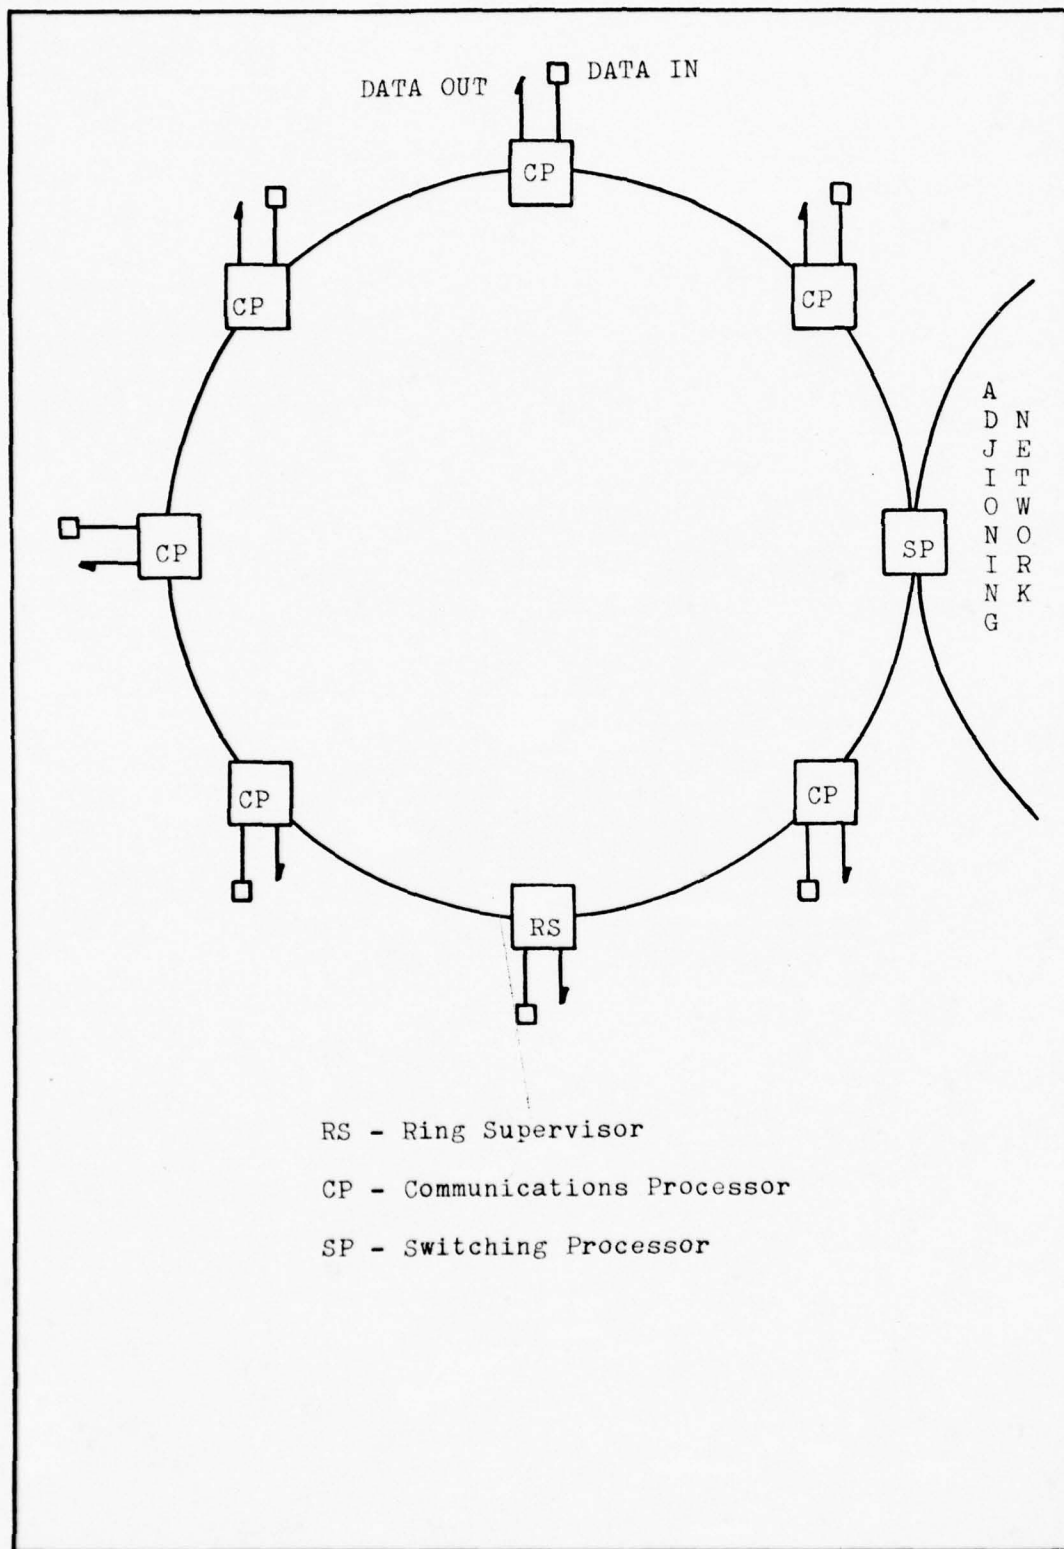 DATA OUT
DATA IN
CP
CP
CP
ADJIONING
NETWORK
CP
SP
CP
CP
RS
RS - Ring Supervisor
CP - Communications Processor
SP - Switching Processor